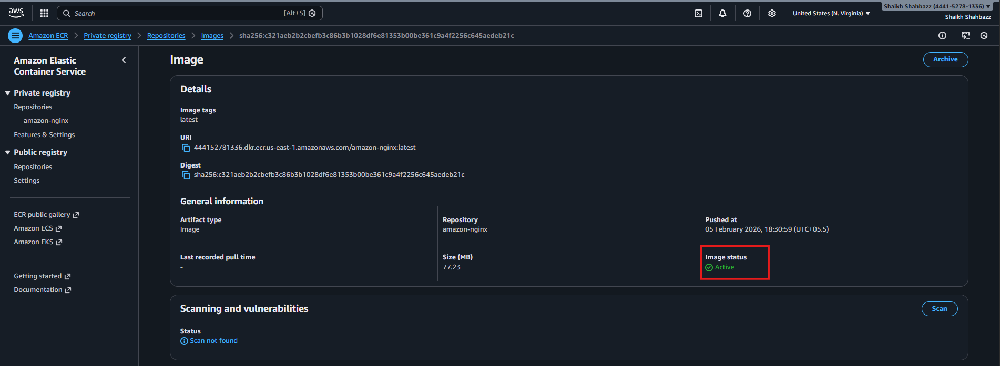 aws
Search
[Alt+S]
United States (N. Virginia)
Shaikh Shahbazz (4441-5278-1336)
Shaikh Shahbazz
Amazon ECR
Private registry
Repositories
Images
sha256:c321aeb2b2cbefb3c86b3b1028df6e81353b00be361c9a4f2256c645aedeb21c
Amazon Elastic
Container Service
Private registry
Repositories
amazon-nginx
Features & Settings
Public registry
Repositories
Settings
ECR public gallery
Amazon ECS
Amazon EKS
Getting started
Documentation
Image
Archive
Details
Image tags
latest
URI
444152781336.dkr.ecr.us-east-1.amazonaws.com/amazon-nginx:latest
Digest
sha256:c321aeb2b2cbefb3c86b3b1028df6e81353b00be361c9a4f2256c645aedeb21c
General information
Artifact type
Image
Repository
amazon-nginx
Pushed at
05 February 2026, 18:30:59 (UTC+05.5)
Last recorded pull time
-
Size (MB)
77.23
Image status
Active
Scanning and vulnerabilities
Scan
Status
Scan not found